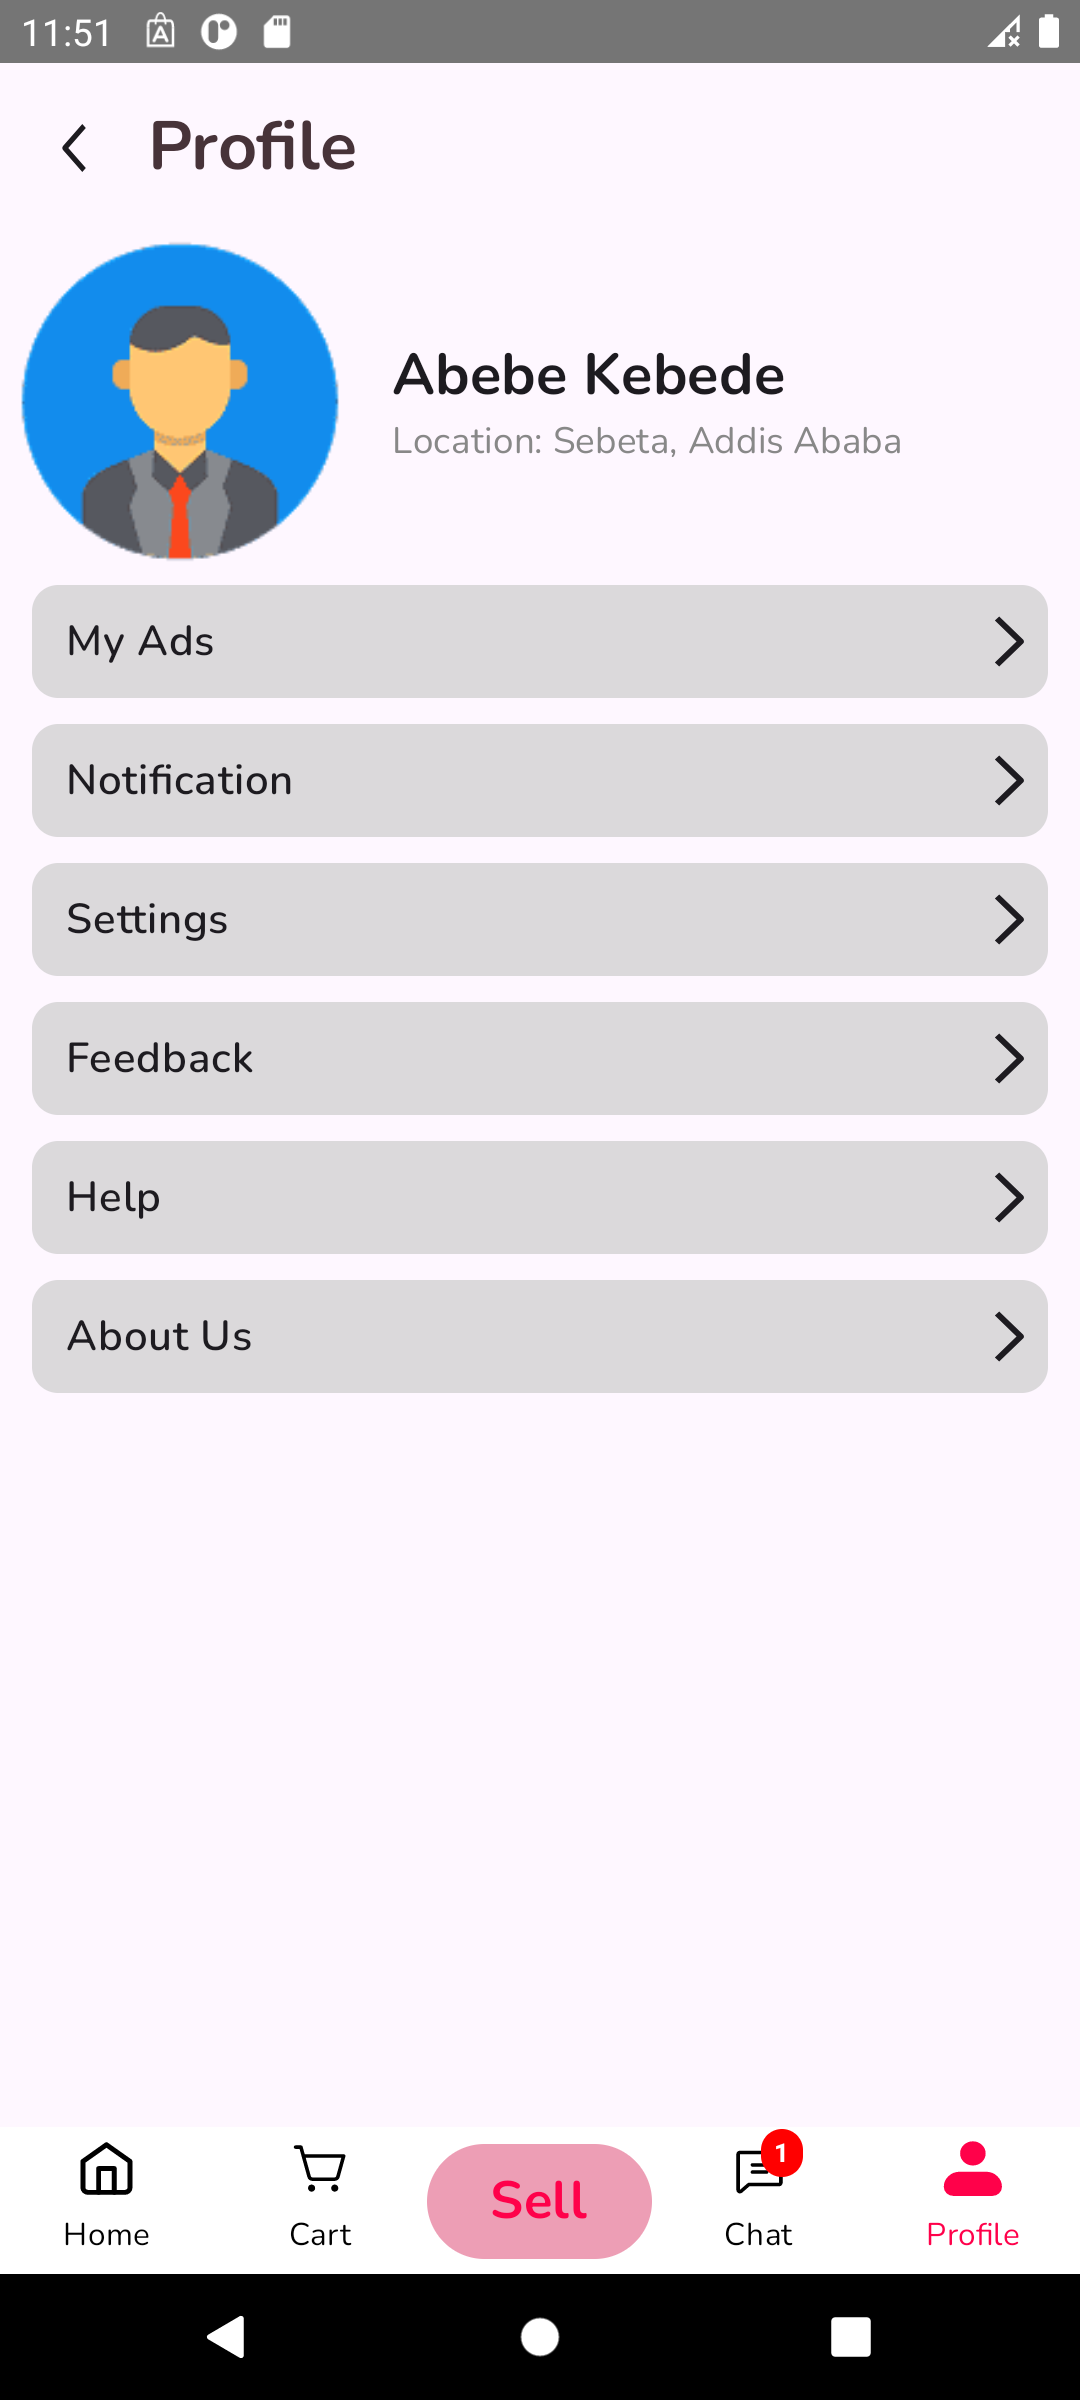 11:51
Profile
Abebe Kebede
Location: Sebeta, Addis Ababa
My Ads
Notification
Settings
Feedback
Help
About Us
1
Sell
Home
Cart
Chat
Profile